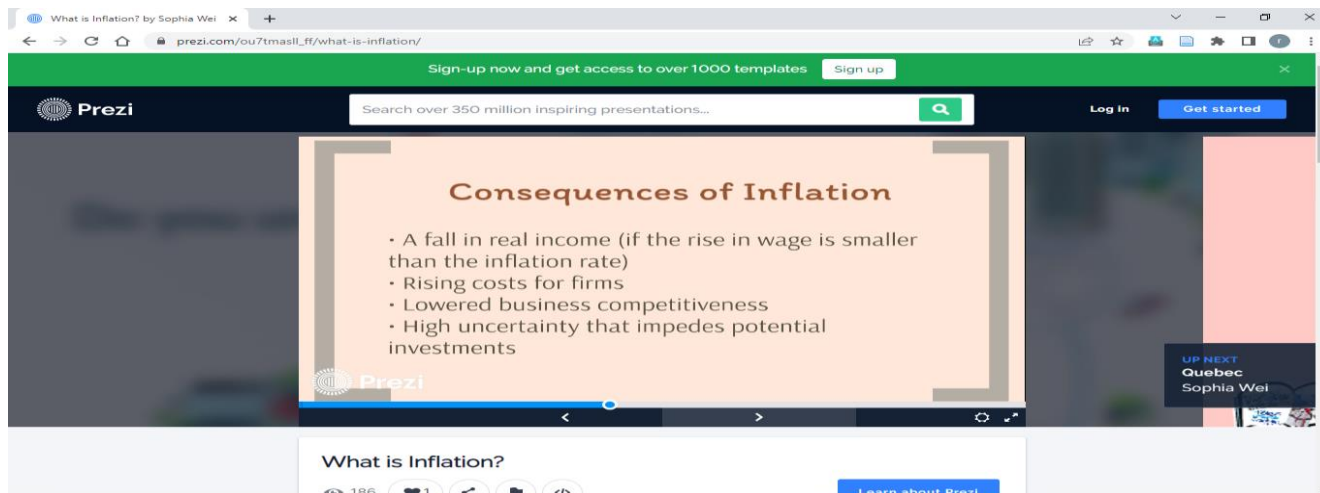 What is Inflation? by Sophia Wei
prezi.com/ou7tmasll_ff/what-is-inflation/
Sign-up now and get access to over 1000 templates Sign up
Prezi
Search over 350 million inspiring presentations...
Log in
Get started
Consequences of Inflation
• A fall in real income (if the rise in wage is smaller
than the inflation rate)
• Rising costs for firms
• Lowered business competitiveness
• High uncertainty that impedes potential
investments
Prezi
UP NEXT
Quebec
Sophia Wei
What is Inflation?
186
1
Learn about Prezi